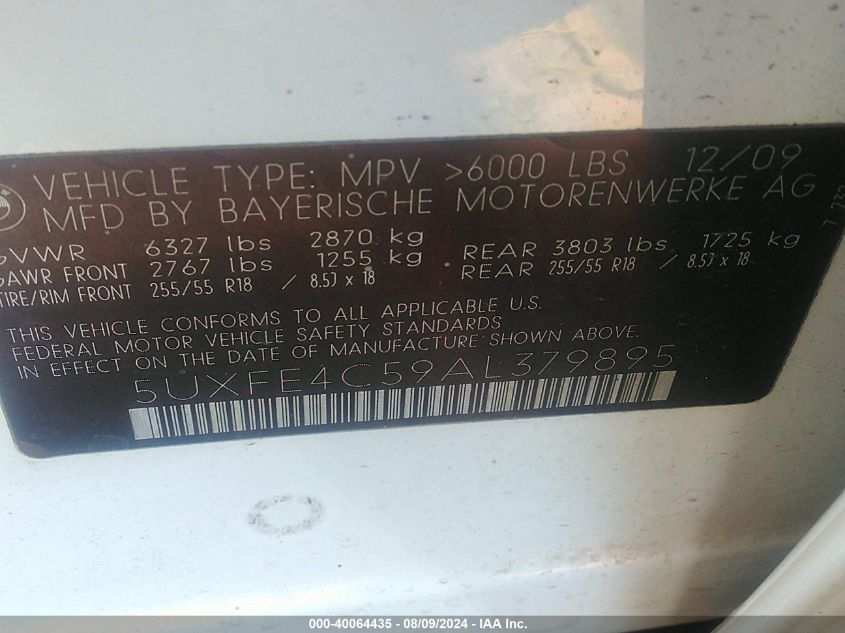 VEHICLE TYPE: MPV >6000 LBS 12/09
MFD BY BAYERISCHE MOTORENWERKE AG
GVWR 6327 lbs 2870 kg
GAWR FRONT 2767 lbs 1255 kg REAR 3803 lbs 1725 kg
TIRE/RIM FRONT 255/55 R18 / 8.5J x 18 REAR 255/55 R18 / 8.5J x 18
THIS VEHICLE CONFORMS TO ALL APPLICABLE U.S.
FEDERAL MOTOR VEHICLE SAFETY STANDARDS
IN EFFECT ON THE DATE OF MANUFACTURE SHOWN ABOVE.
5UXFE4C59AL379895
000-40064435 - 08/09/2024 - IAA Inc.